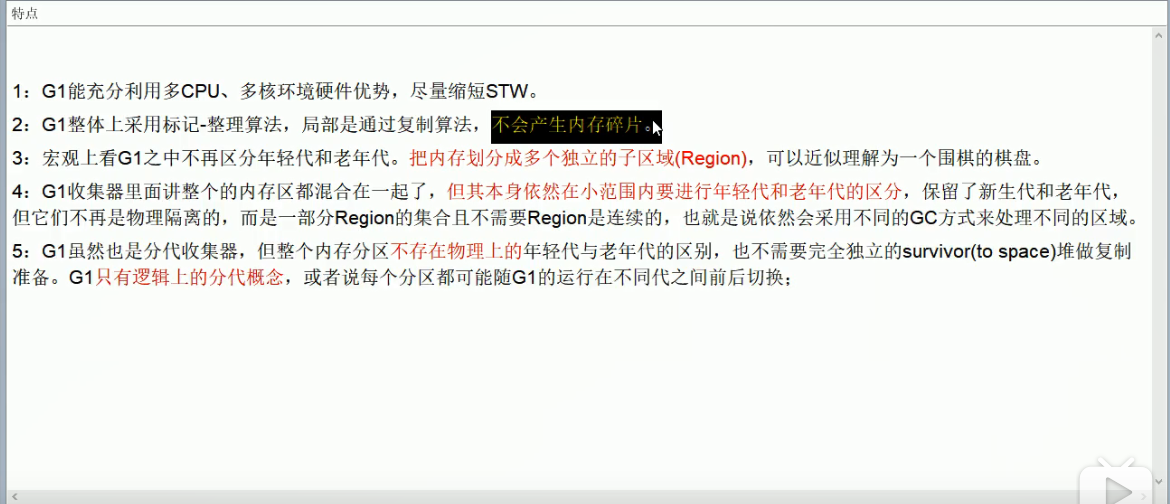 特点
1：G1能充分利用多CPU、多核环境硬件优势，尽量缩短STW。
2：G1整体上采用标记-整理算法，局部是通过复制算法，不会产生内存碎片。
3：宏观上看G1之中不再区分年轻代和老年代。把内存划分成多个独立的子区域(Region)，可以近似理解为一个围棋的棋盘。
4：G1收集器里面讲整个的内存区都混合在一起了，但其本身依然在小范围内要进行年轻代和老年代的区分，保留了新生代和老年代，
但它们不再是物理隔离的，而是一部分Region的集合且不需要Region是连续的，也就是说依然会采用不同的GC方式来处理不同的区域。
5：G1虽然也是分代收集器，但整个内存分区不存在物理上的年轻代与老年代的区别，也不需要完全独立的survivor(to space)堆做复制
准备。G1只有逻辑上的分代概念，或者说每个分区都可能随G1的运行在不同代之间前后切换；